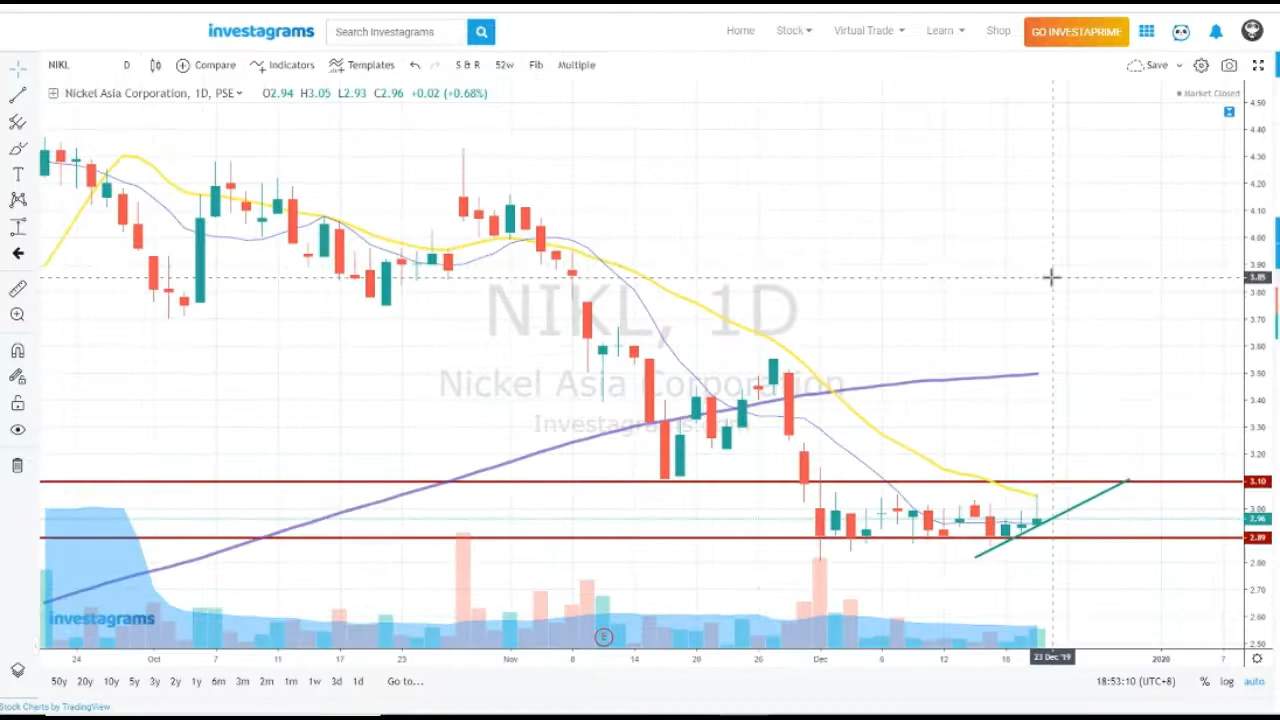 investagrams
Search Investagrams
Home
Stock
Virtual Trade
Learn
Shop
GO INVESTAPRIME
NIKL
D
Compare
Indicators
Templates
S & R
52w
Fib
Multiple
Save
Nickel Asia Corporation, 1D, PSE
O2.94 H3.05 L2.93 C2.96 +0.02 (+0.68%)
Market Closed
4.50
4.40
4.30
4.20
4.10
4.00
3.90
3.85
3.80
3.70
3.60
3.50
3.40
3.30
3.20
3.10
3.00
2.96
2.89
2.80
2.70
2.60
2.50
NIKL, 1D
Nickel Asia Corporation
Investagrams.com
investagrams
E
24
Oct
7
11
17
23
Nov
8
14
20
26
Dec
6
12
18
23 Dec '19
2020
7
50y 20y 10y 5y 3y 2y 1y 6m 3m 2m 1m 1w 3d 1d Go to...
18:53:10 (UTC+8)
% log auto
Stock Charts by TradingView